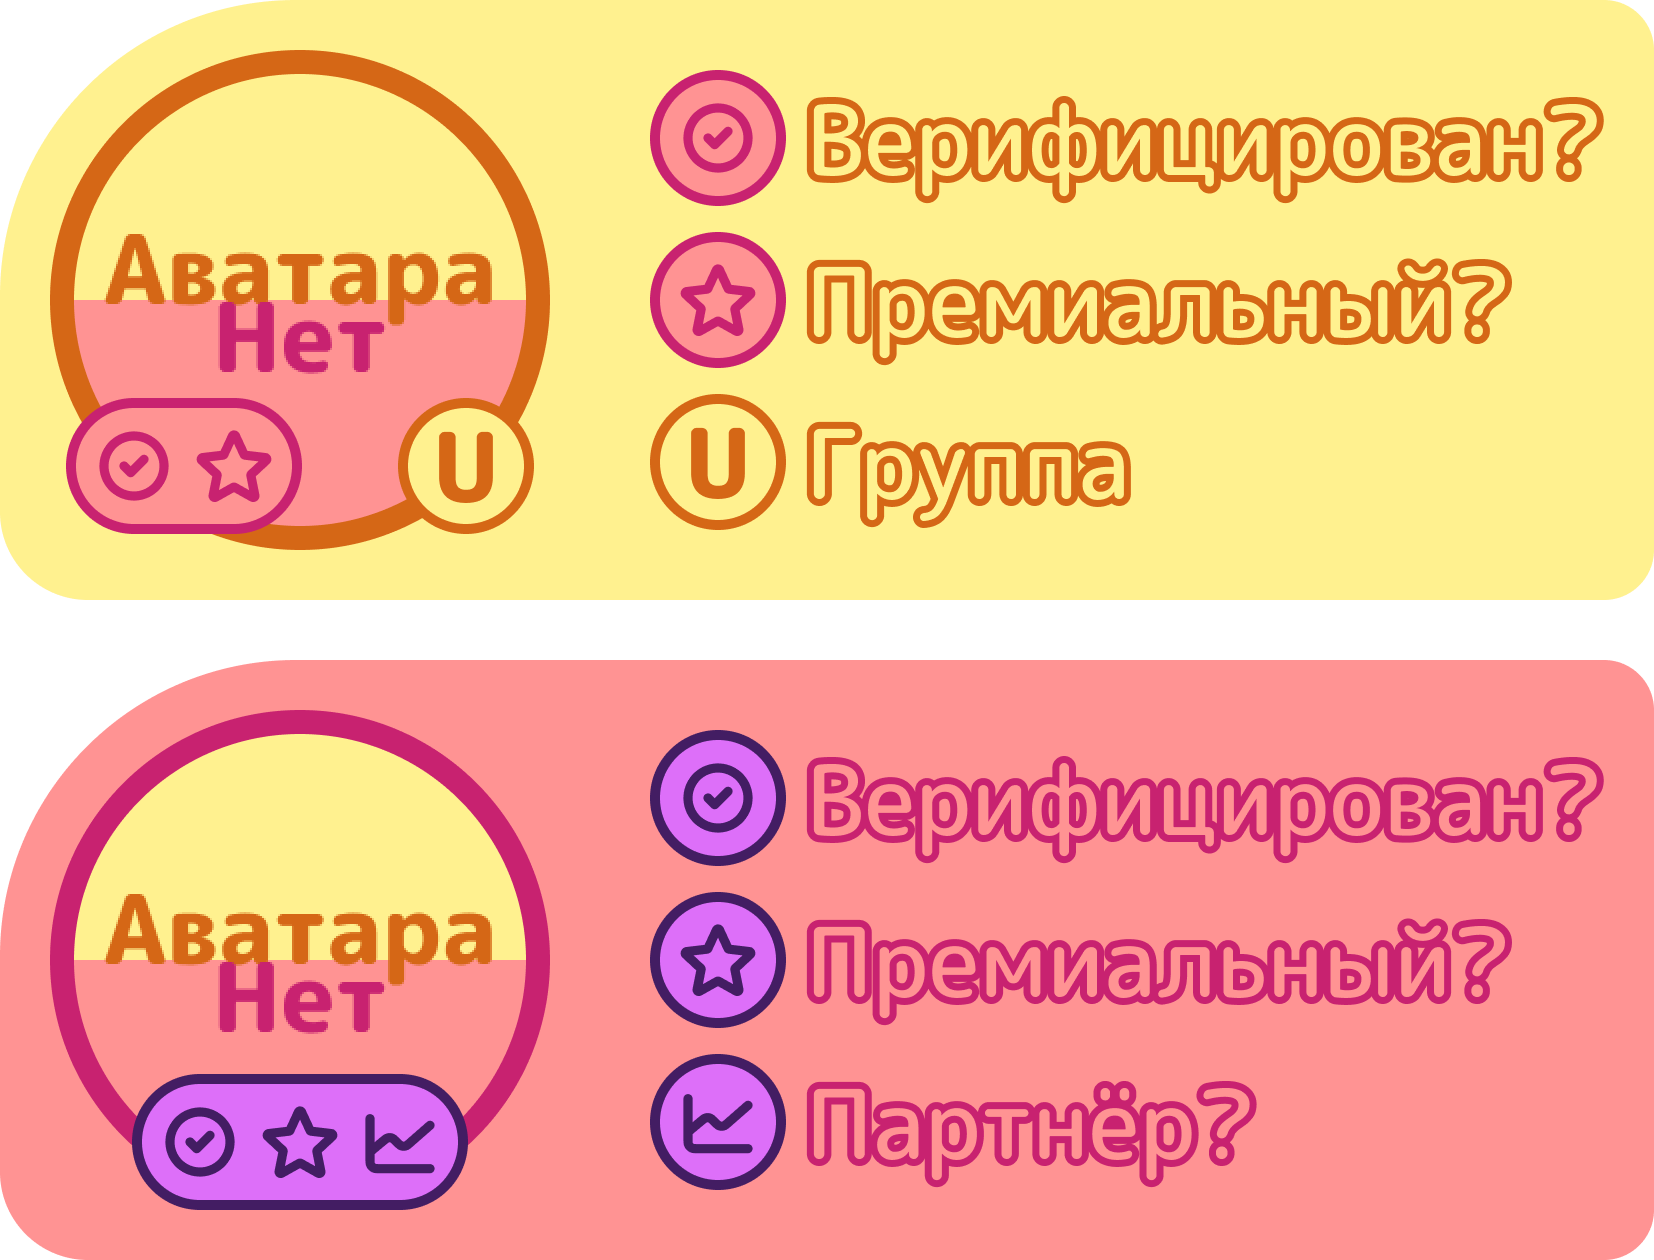 Аватара
Нет
U
Верифицирован?
Премиальный?
U Группа
Аватара
Нет
Верифицирован?
Премиальный?
Партнёр?